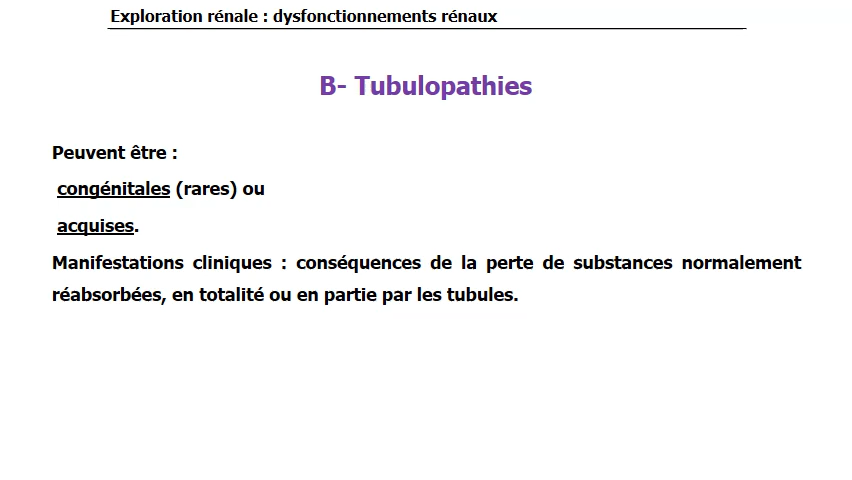 Exploration rénale : dysfonctionnements rénaux
B- Tubulopathies
Peuvent être :
congénitales (rares) ou
acquises.
Manifestations cliniques : conséquences de la perte de substances normalement
réabsorbées, en totalité ou en partie par les tubules.